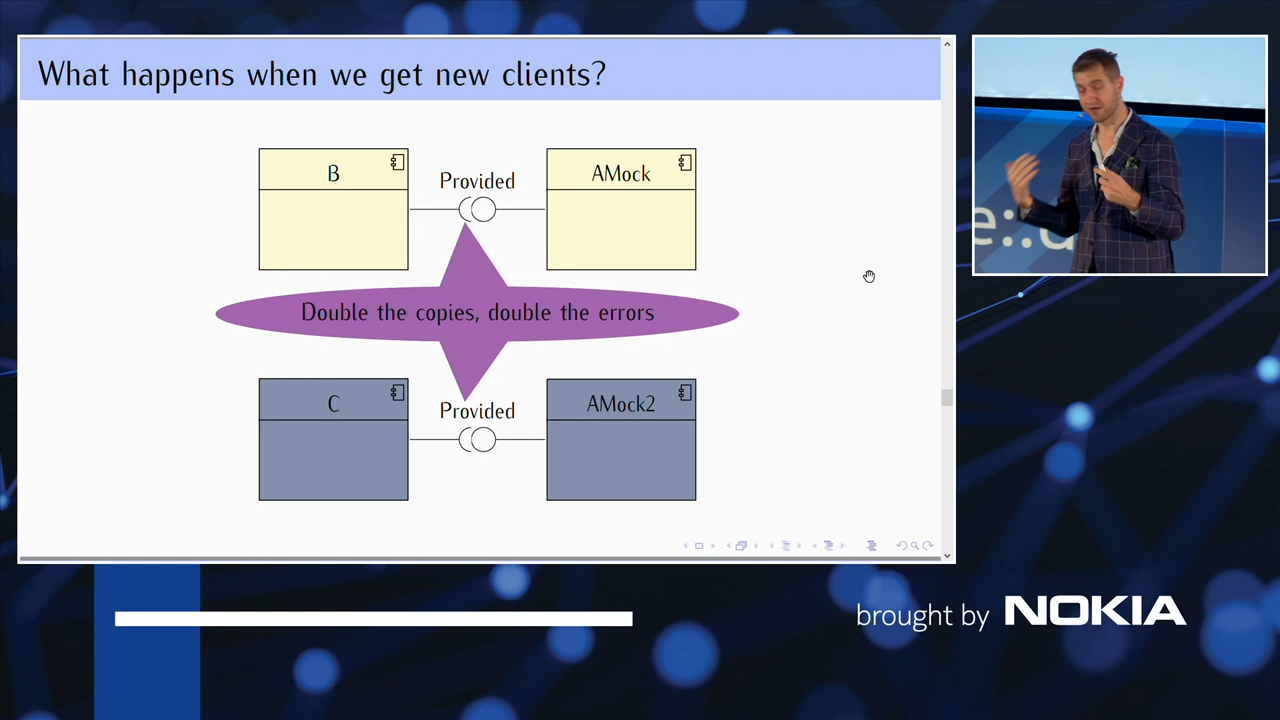 What happens when we get new clients?
B
Provided
AMock
Double the copies, double the errors
C
Provided
AMock2
e::d
brought by NOKIA